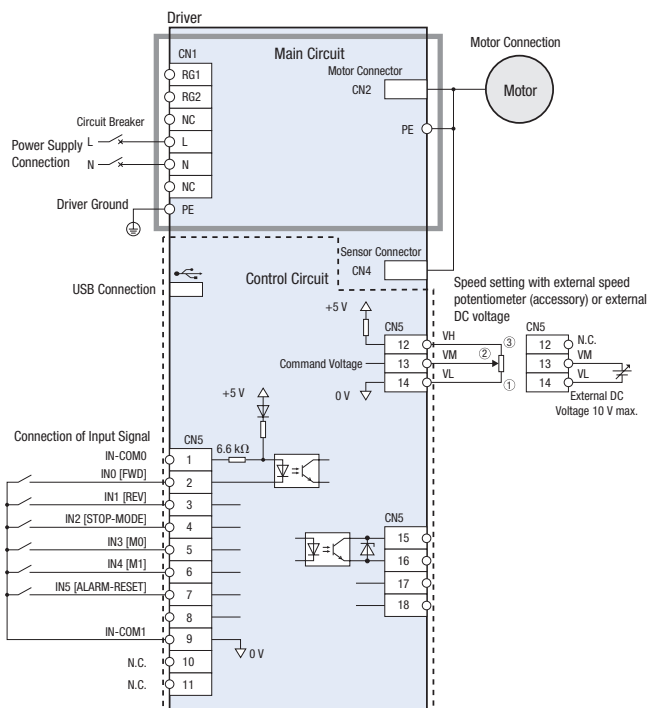 Driver
Main Circuit
CN1
RG1
RG2
NC
L
N
NC
PE
Motor Connector
CN2
PE
Motor Connection
Motor
Circuit Breaker
Power Supply
Connection
L
N
Driver Ground
Sensor Connector
CN4
Control Circuit
USB Connection
Speed setting with external speed
potentiometer (accessory) or external
DC voltage
+5 V
CN5
12
13
14
Command Voltage
0 V
VH
VM
VL
③
②
①
CN5
12
13
14
N.C.
VM
VL
External DC
Voltage 10 V max.
+5 V
6.6 kΩ
Connection of Input Signal
CN5
IN-COM0
1
IN0 [FWD]
2
IN1 [REV]
3
IN2 [STOP-MODE]
4
IN3 [M0]
5
IN4 [M1]
6
IN5 [ALARM-RESET]
7
8
IN-COM1
9
0 V
N.C.
10
N.C.
11
CN5
15
16
17
18